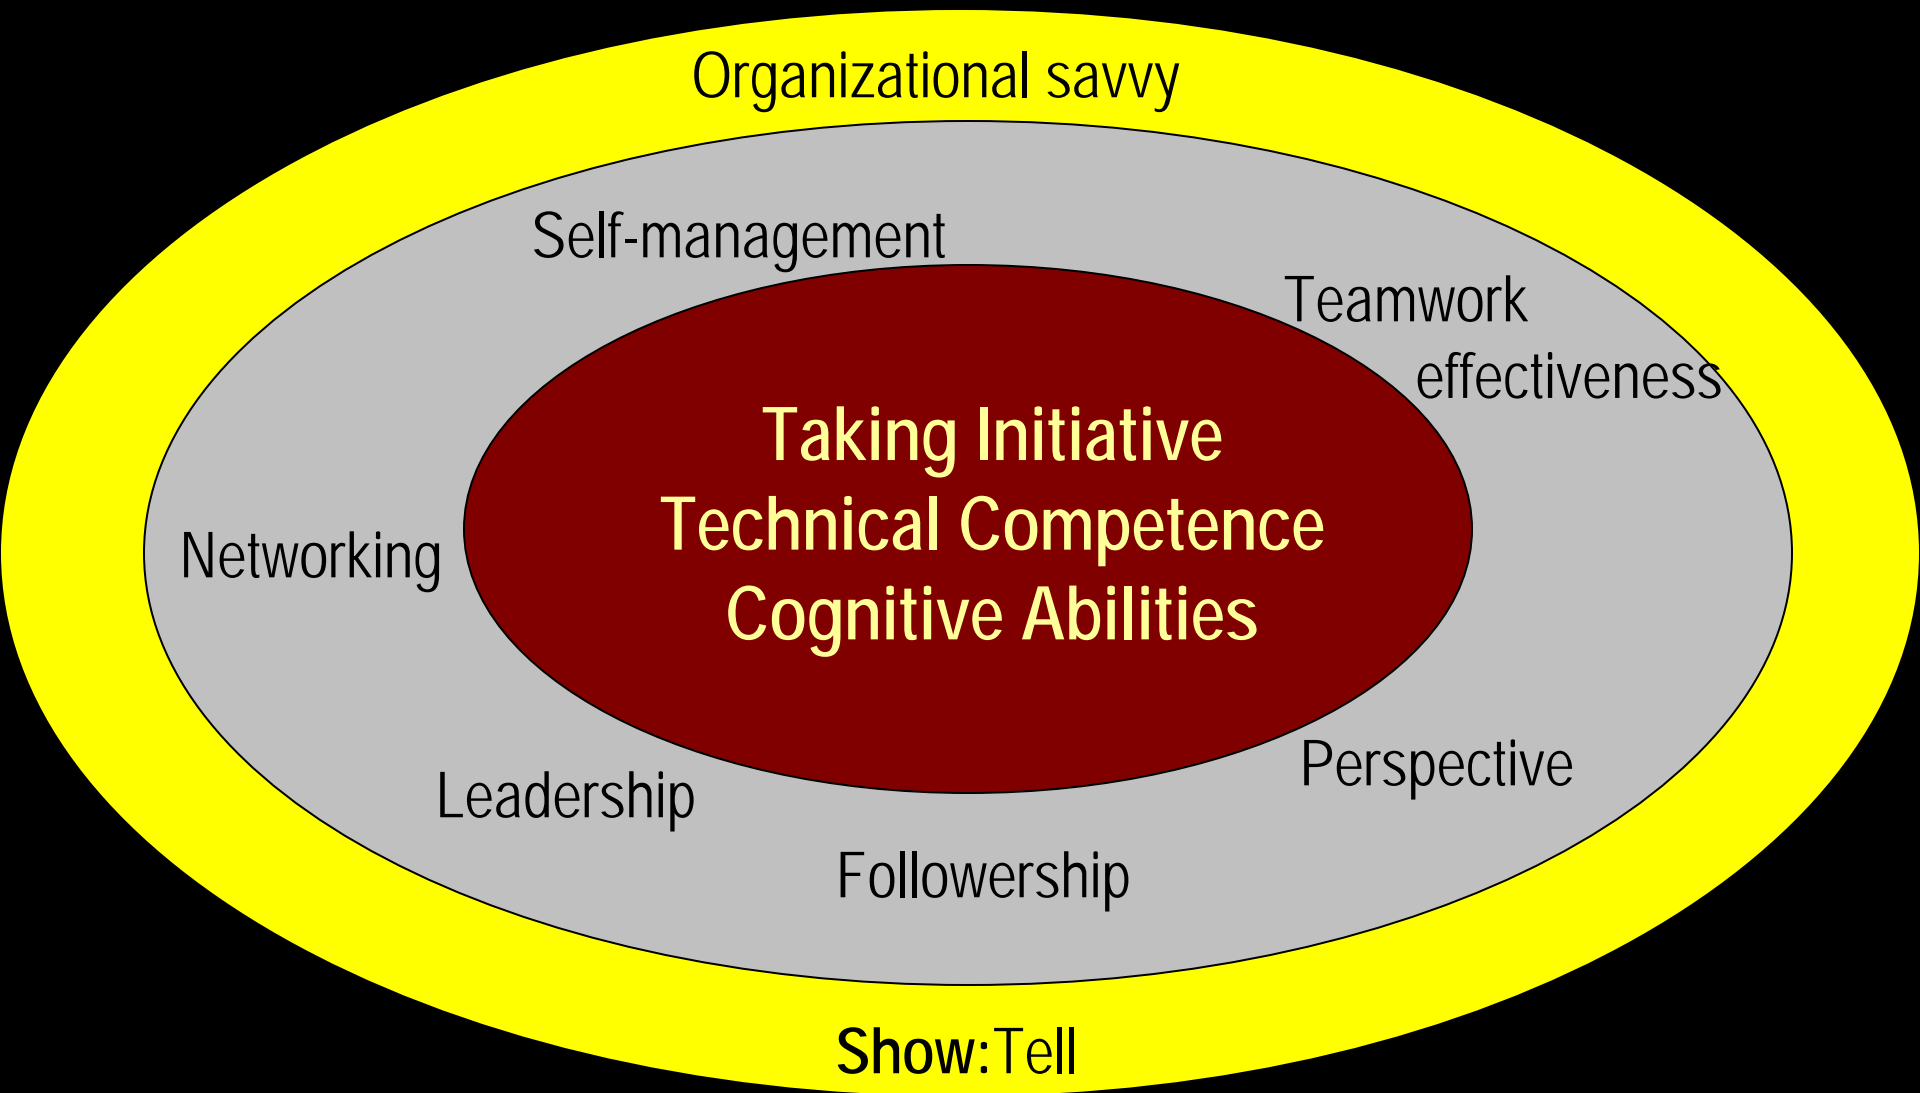 Organizational savvy
Self-management
Teamwork
effectiveness
Taking Initiative
Technical Competence
Cognitive Abilities
Networking
Perspective
Leadership
Followership
Show:Tell